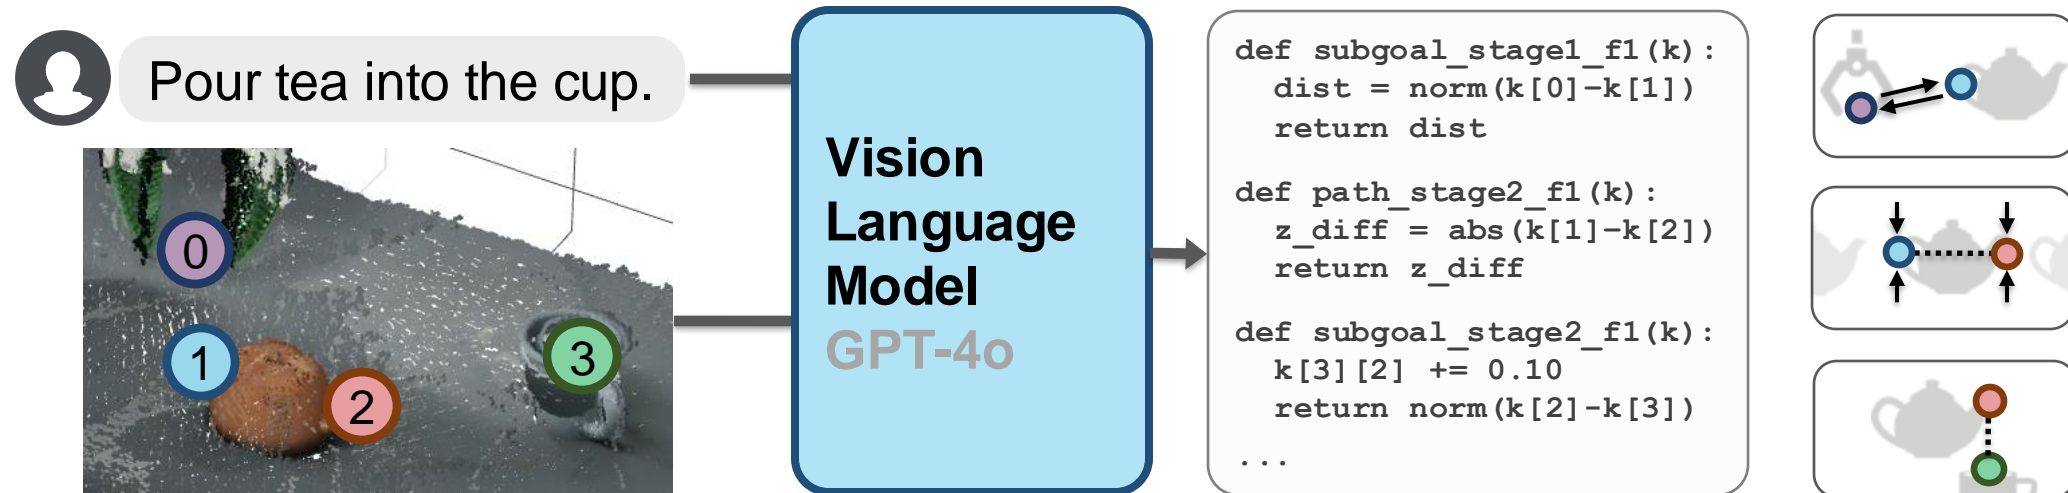 Pour tea into the cup.
0
1
2
3
Vision
Language
Model
GPT-4o
def subgoal_stage1_f1(k):
dist = norm(k[0]-k[1])
return dist
def path_stage2_f1(k):
z_diff = abs(k[1]-k[2])
return z_diff
def subgoal_stage2_f1(k):
k[3][2] += 0.10
return norm(k[2]-k[3])
...